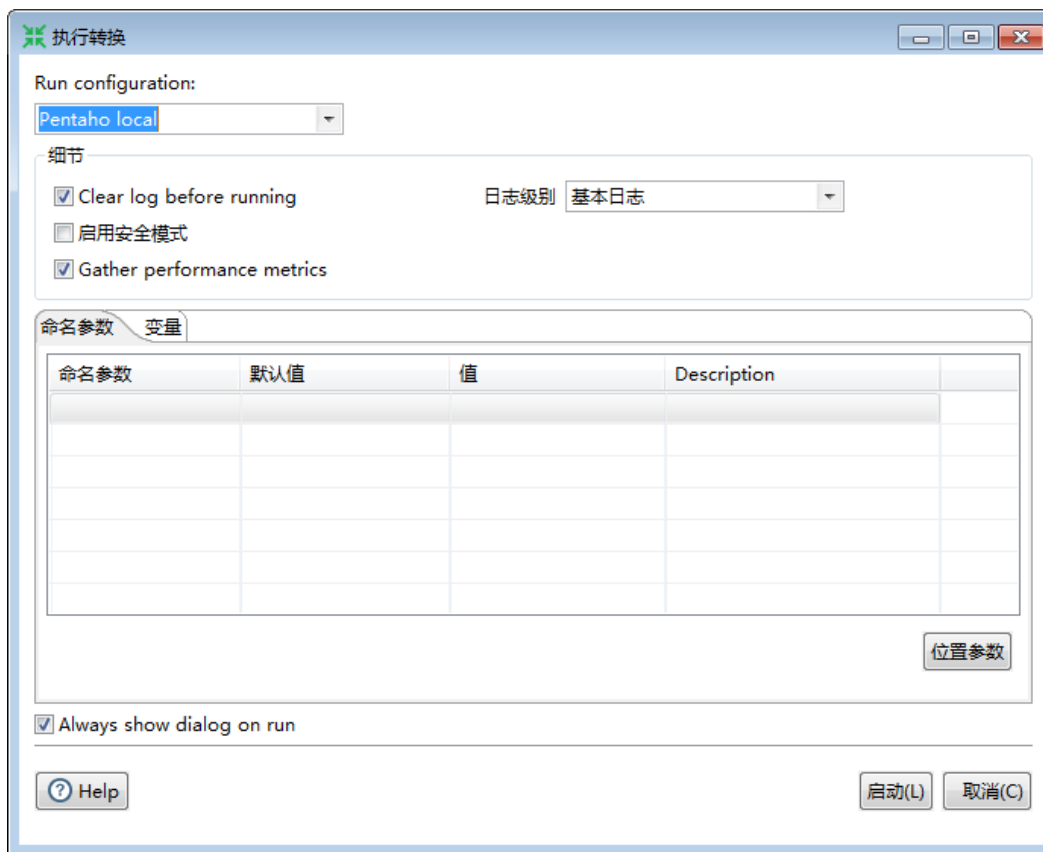 执行转换
Run configuration:
Pentaho local
细节
Clear log before running 日志级别 基本日志
启用安全模式
Gather performance metrics
命名参数 变量
命名参数 默认值 值 Description
位置参数
Always show dialog on run
Help 启动(L) 取消(C)